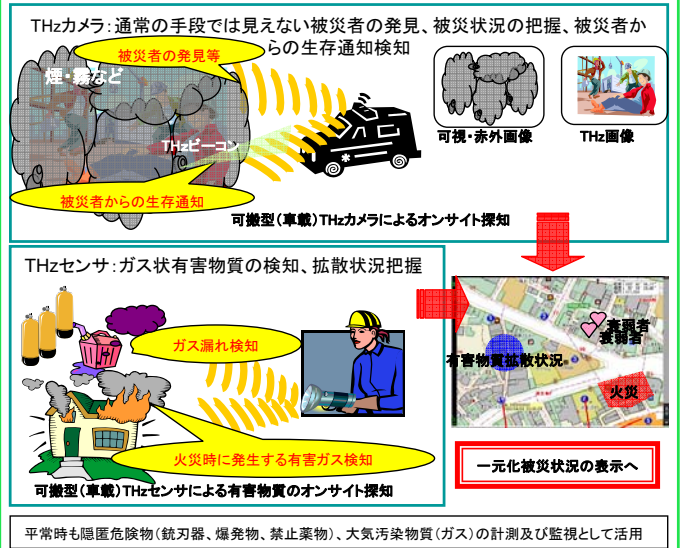 THzカメラ:通常の手段では見えない被災者の発見、被災状況の把握、被災者か
らの生存通知検知
被災者の発見等
煙・霧など
THzビーコン
被災者からの生存通知
可視・赤外画像
THz画像
可搬型(車載)THzカメラによるオンサイト探知
THzセンサ:ガス状有害物質の検知、拡散状況把握
ガス漏れ検知
火災時に発生する有害ガス検知
可搬型(車載)THzセンサによる有害物質のオンサイト探知
衰弱者
衰弱者
有害物質拡散状況
火災
一元化被災状況の表示へ
平常時も隠匿危険物(銃刃器、爆発物、禁止薬物)、大気汚染物質(ガス)の計測及び監視として活用